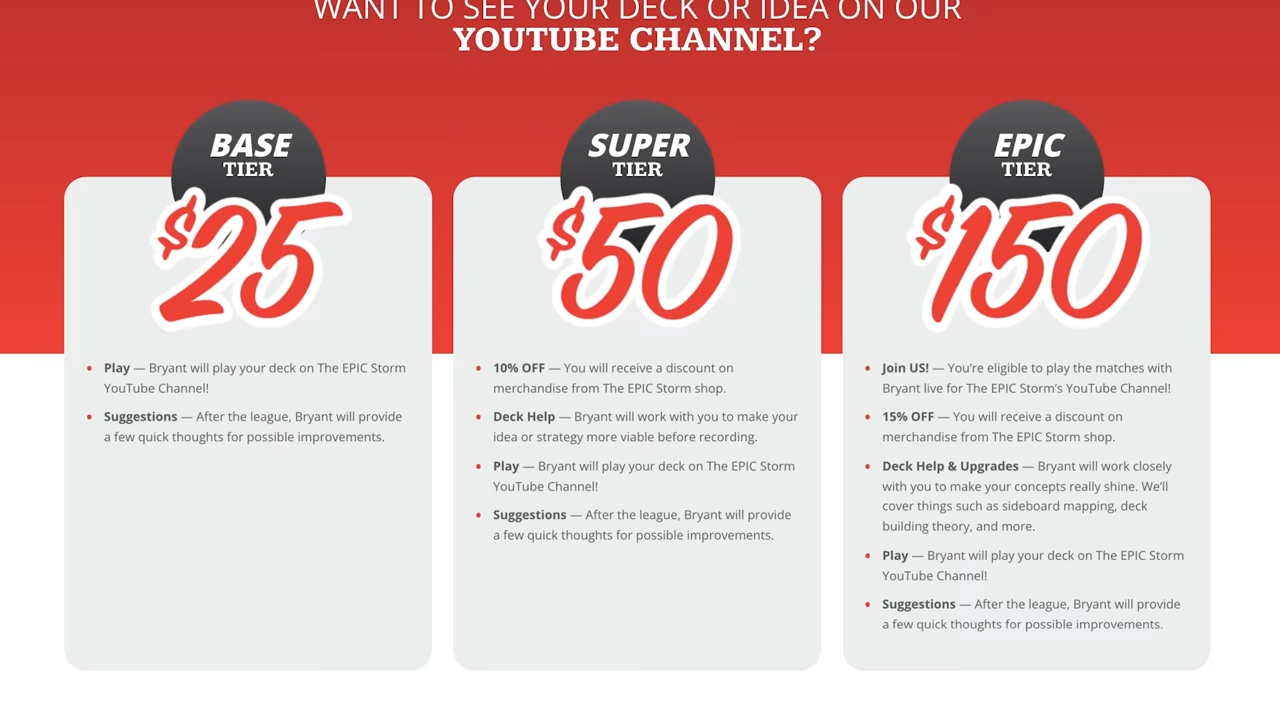 WANT TO SEE YOUR DECK OR IDEA ON OUR
YOUTUBE CHANNEL?
BASE
TIER
$25
• Play — Bryant will play your deck on The EPIC Storm
YouTube Channel!
• Suggestions — After the league, Bryant will provide
a few quick thoughts for possible improvements.
SUPER
TIER
$50
• 10% OFF — You will receive a discount on
merchandise from The EPIC Storm shop.
• Deck Help — Bryant will work with you to make your
idea or strategy more viable before recording.
• Play — Bryant will play your deck on The EPIC Storm
YouTube Channel!
• Suggestions — After the league, Bryant will provide
a few quick thoughts for possible improvements.
EPIC
TIER
$150
• Join US! — You’re eligible to play the matches with
Bryant live for The EPIC Storm’s YouTube Channel!
• 15% OFF — You will receive a discount on
merchandise from The EPIC Storm shop.
• Deck Help & Upgrades — Bryant will work closely
with you to make your concepts really shine. We’ll
cover things such as sideboard mapping, deck
building theory, and more.
• Play — Bryant will play your deck on The EPIC Storm
YouTube Channel!
• Suggestions — After the league, Bryant will provide
a few quick thoughts for possible improvements.